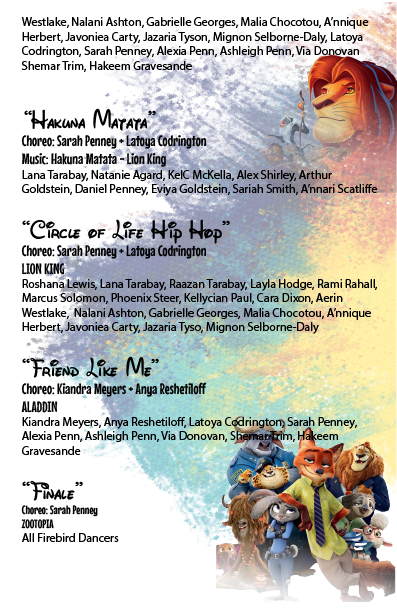 Westlake, Nalani Ashton, Gabrielle Georges, Malia Chocotou, A'nnique
Herbert, Javoniea Carty, Jazaria Tyson, Mignon Selborne-Daly, Latoya
Codrington, Sarah Penney, Alexia Penn, Ashleigh Penn, Via Donovan
Shemar Trim, Hakeem Gravesande
"Hakuna Matata"
Choreo: Sarah Penney + Latoya Codrington
Music: Hakuna Matata - Lion King
Lana Tarabay, Natanie Agard, KelC McKella, Alex Shirley, Arthur
Goldstein, Daniel Penney, Eviya Goldstein, Sariah Smith, A'nnari Scatliffe
"Circle of Life Hip Hop"
Choreo: Sarah Penney + Latoya Codrington
LION KING
Roshana Lewis, Lana Tarabay, Raazan Tarabay, Layla Hodge, Rami Rahall,
Marcus Solomon, Phoenix Steer, Kellycian Paul, Cara Dixon, Aerin
Westlake, Nalani Ashton, Gabrielle Georges, Malia Chocotou, A'nnique
Herbert, Javoniea Carty, Jazaria Tyso, Mignon Selborne-Daly
"Friend Like Me"
Choreo: Kiandra Meyers + Anya Reshetiloff
ALADDIN
Kiandra Meyers, Anya Reshetiloff, Latoya Codrington, Sarah Penney,
Alexia Penn, Ashleigh Penn, Via Donovan, Shemar Trim, Hakeem
Gravesande
"Finale"
Choreo: Sarah Penney
ZOOTOPIA
All Firebird Dancers